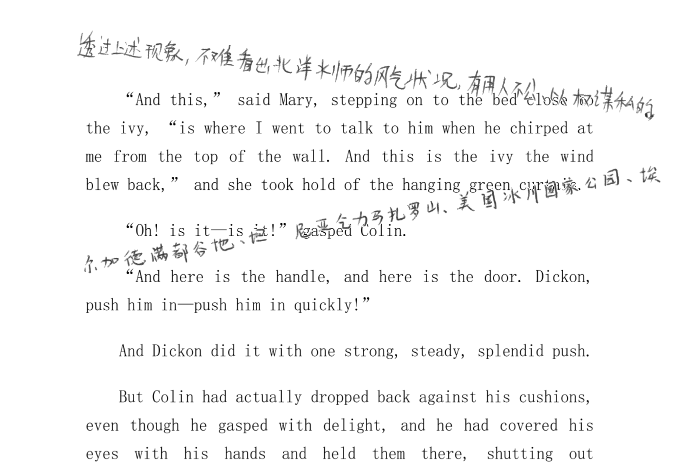 透过上述现象，不难看出北洋水师的风气状况，有用人不公、以权谋私的
“And this,” said Mary, stepping on to the bed close to
the ivy, “is where I went to talk to him when he chirped at
me from the top of the wall. And this is the ivy the wind
blew back,” and she took hold of the hanging green curtain.
尔加德满都谷地、坦尼亚乞力马扎罗山、美国冰川国家公园、埃
“Oh! is it—is it!” gasped Colin.
“And here is the handle, and here is the door. Dickon,
push him in—push him in quickly!”
And Dickon did it with one strong, steady, splendid push.
But Colin had actually dropped back against his cushions,
even though he gasped with delight, and he had covered his
eyes with his hands and held them there, shutting out